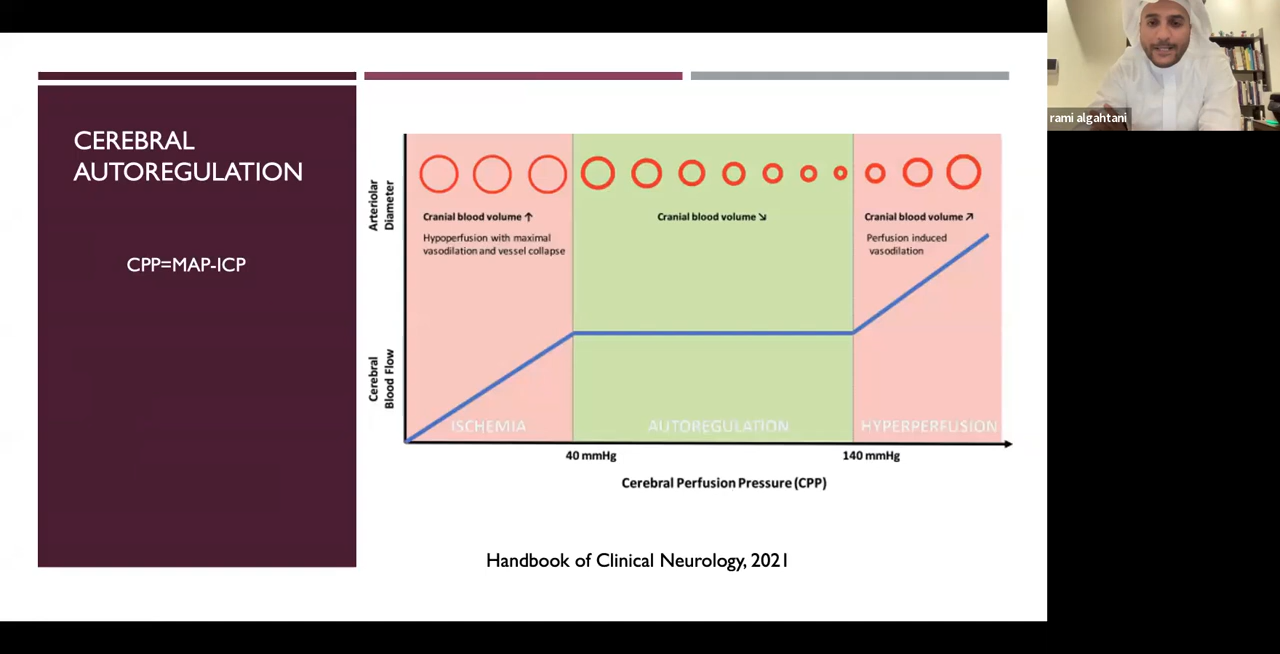 CEREBRAL
AUTOREGULATION
CPP=MAP-ICP
Arteriolar
Diameter
Cranial blood volume ↑
Hypoperfusion with maximal
vasodilation and vessel collapse
Cranial blood volume ↘
Cranial blood volume ↗
Perfusion induced
vasodilation
Cerebral
Blood Flow
ISCHEMIA
AUTOREGULATION
HYPERPERFUSION
40 mmHg
140 mmHg
Cerebral Perfusion Pressure (CPP)
Handbook of Clinical Neurology, 2021
rami algahtani